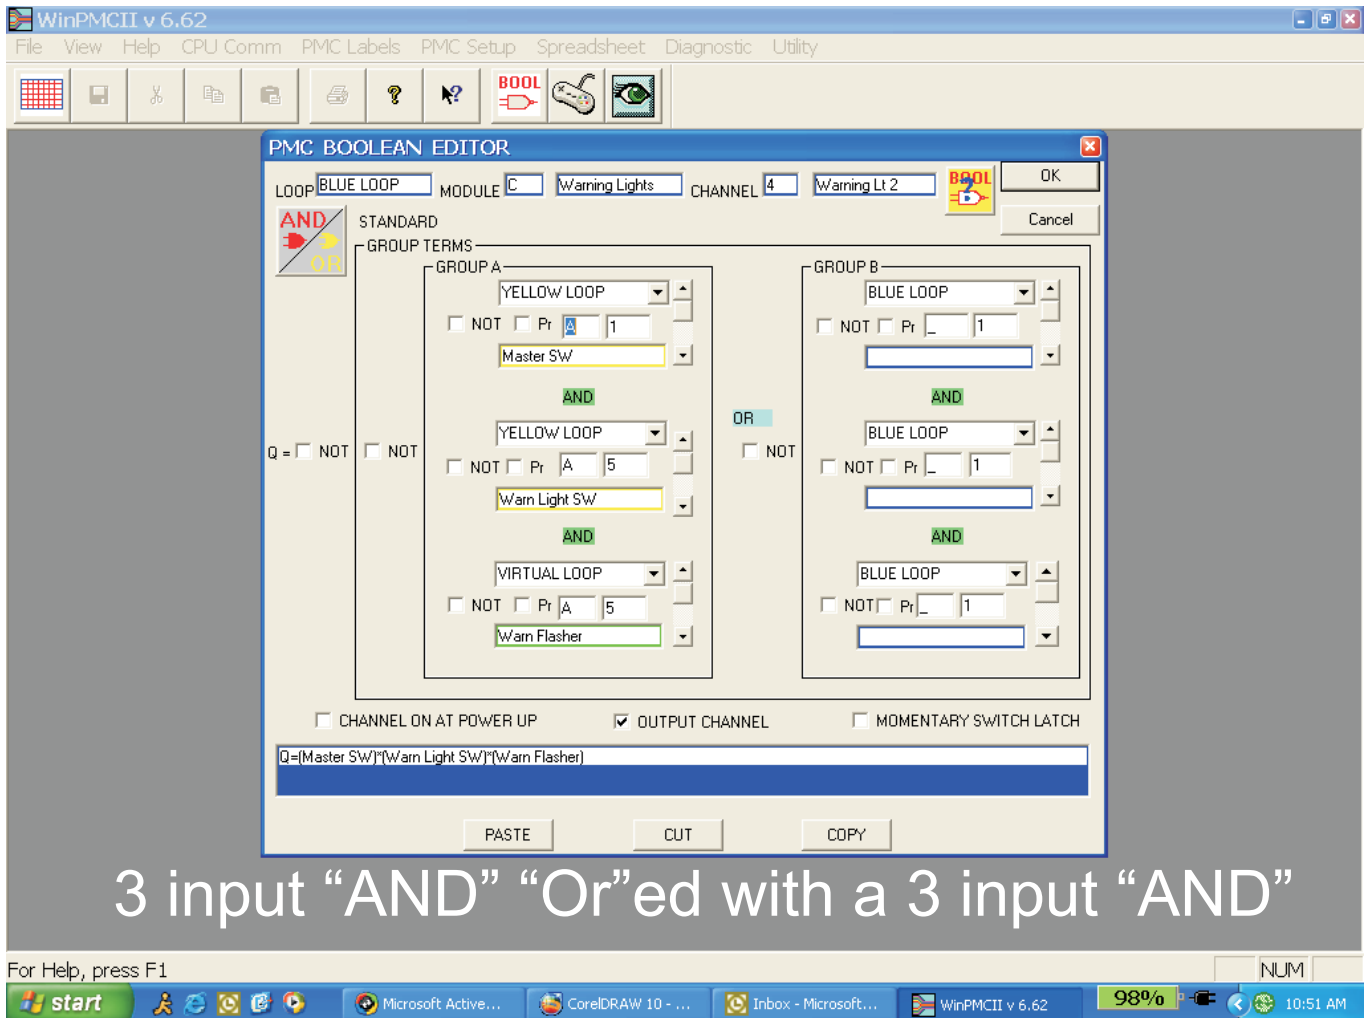 WinPMCII v 6.62
File View Help CPU Comm PMC Labels PMC Setup Spreadsheet Diagnostic Utility
BOOL
PMC BOOLEAN EDITOR
LOOP BLUE LOOP MODULE C Warning Lights CHANNEL 4 Warning Lt 2 BOOL ? OK
AND OR STANDARD Cancel
GROUP TERMS
GROUP A GROUP B
YELLOW LOOP BLUE LOOP
NOT Pr A 1 NOT Pr _ 1
Master SW
AND AND
OR
YELLOW LOOP BLUE LOOP
Q = NOT NOT NOT
NOT Pr A 5 NOT Pr _ 1
Warn Light SW
AND AND
VIRTUAL LOOP BLUE LOOP
NOT Pr A 5 NOT Pr _ 1
Warn Flasher
CHANNEL ON AT POWER UP OUTPUT CHANNEL MOMENTARY SWITCH LATCH
Q=(Master SW)*(Warn Light SW)*(Warn Flasher)
PASTE CUT COPY
3 input “AND” “Or”ed with a 3 input “AND”
For Help, press F1 NUM
start Microsoft Active... CorelDRAW 10 - ... Inbox - Microsoft... WinPMCII v 6.62 98% 10:51 AM